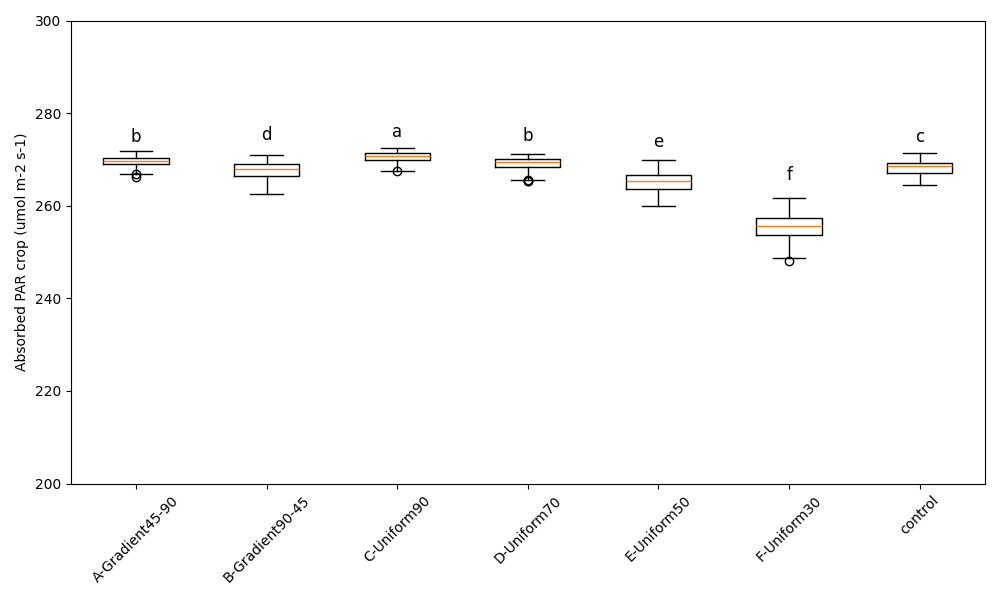 300
280
260
240
220
200
Absorbed PAR crop (umol m-2 s-1)
b
d
a
b
e
f
c
A-Gradient45-90
B-Gradient90-45
C-Uniform90
D-Uniform70
E-Uniform50
F-Uniform30
control